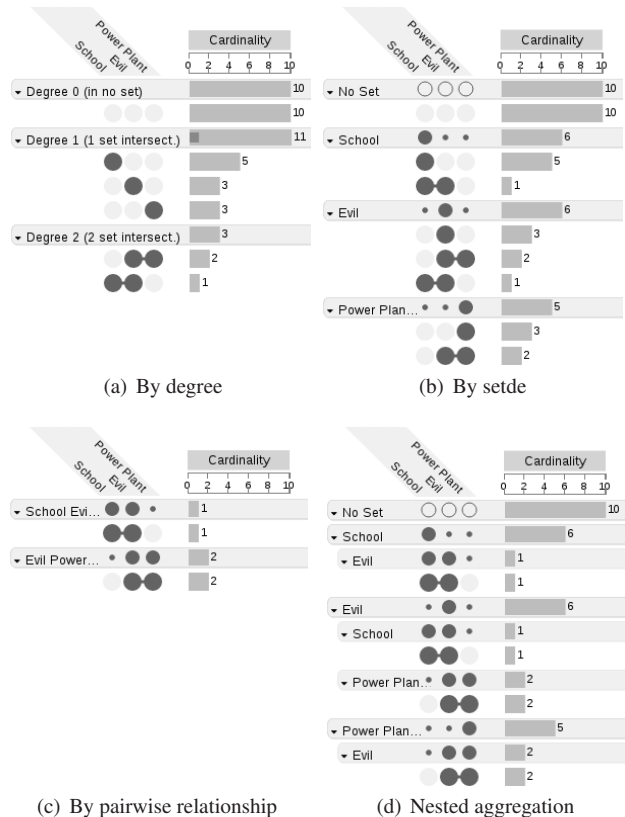 Power Plant
Evil
School
Cardinality
0 2 4 6 8 10
Degree 0 (in no set) 10
10
Degree 1 (1 set intersect.) 11
5
3
3
Degree 2 (2 set intersect.) 3
2
1
(a) By degree
Power Plant
Evil
School
Cardinality
0 2 4 6 8 10
No Set 10
10
School 6
5
1
Evil 6
3
2
1
Power Plan... 5
3
2
(b) By setde
Power Plant
Evil
School
Cardinality
0 2 4 6 8 10
School Evi... 1
1
Evil Power... 2
2
(c) By pairwise relationship
Power Plant
Evil
School
Cardinality
0 2 4 6 8 10
No Set 10
School 6
Evil 1
1
Evil 6
School 1
1
Power Plan... 2
2
Power Plan... 5
Evil 2
2
(d) Nested aggregation